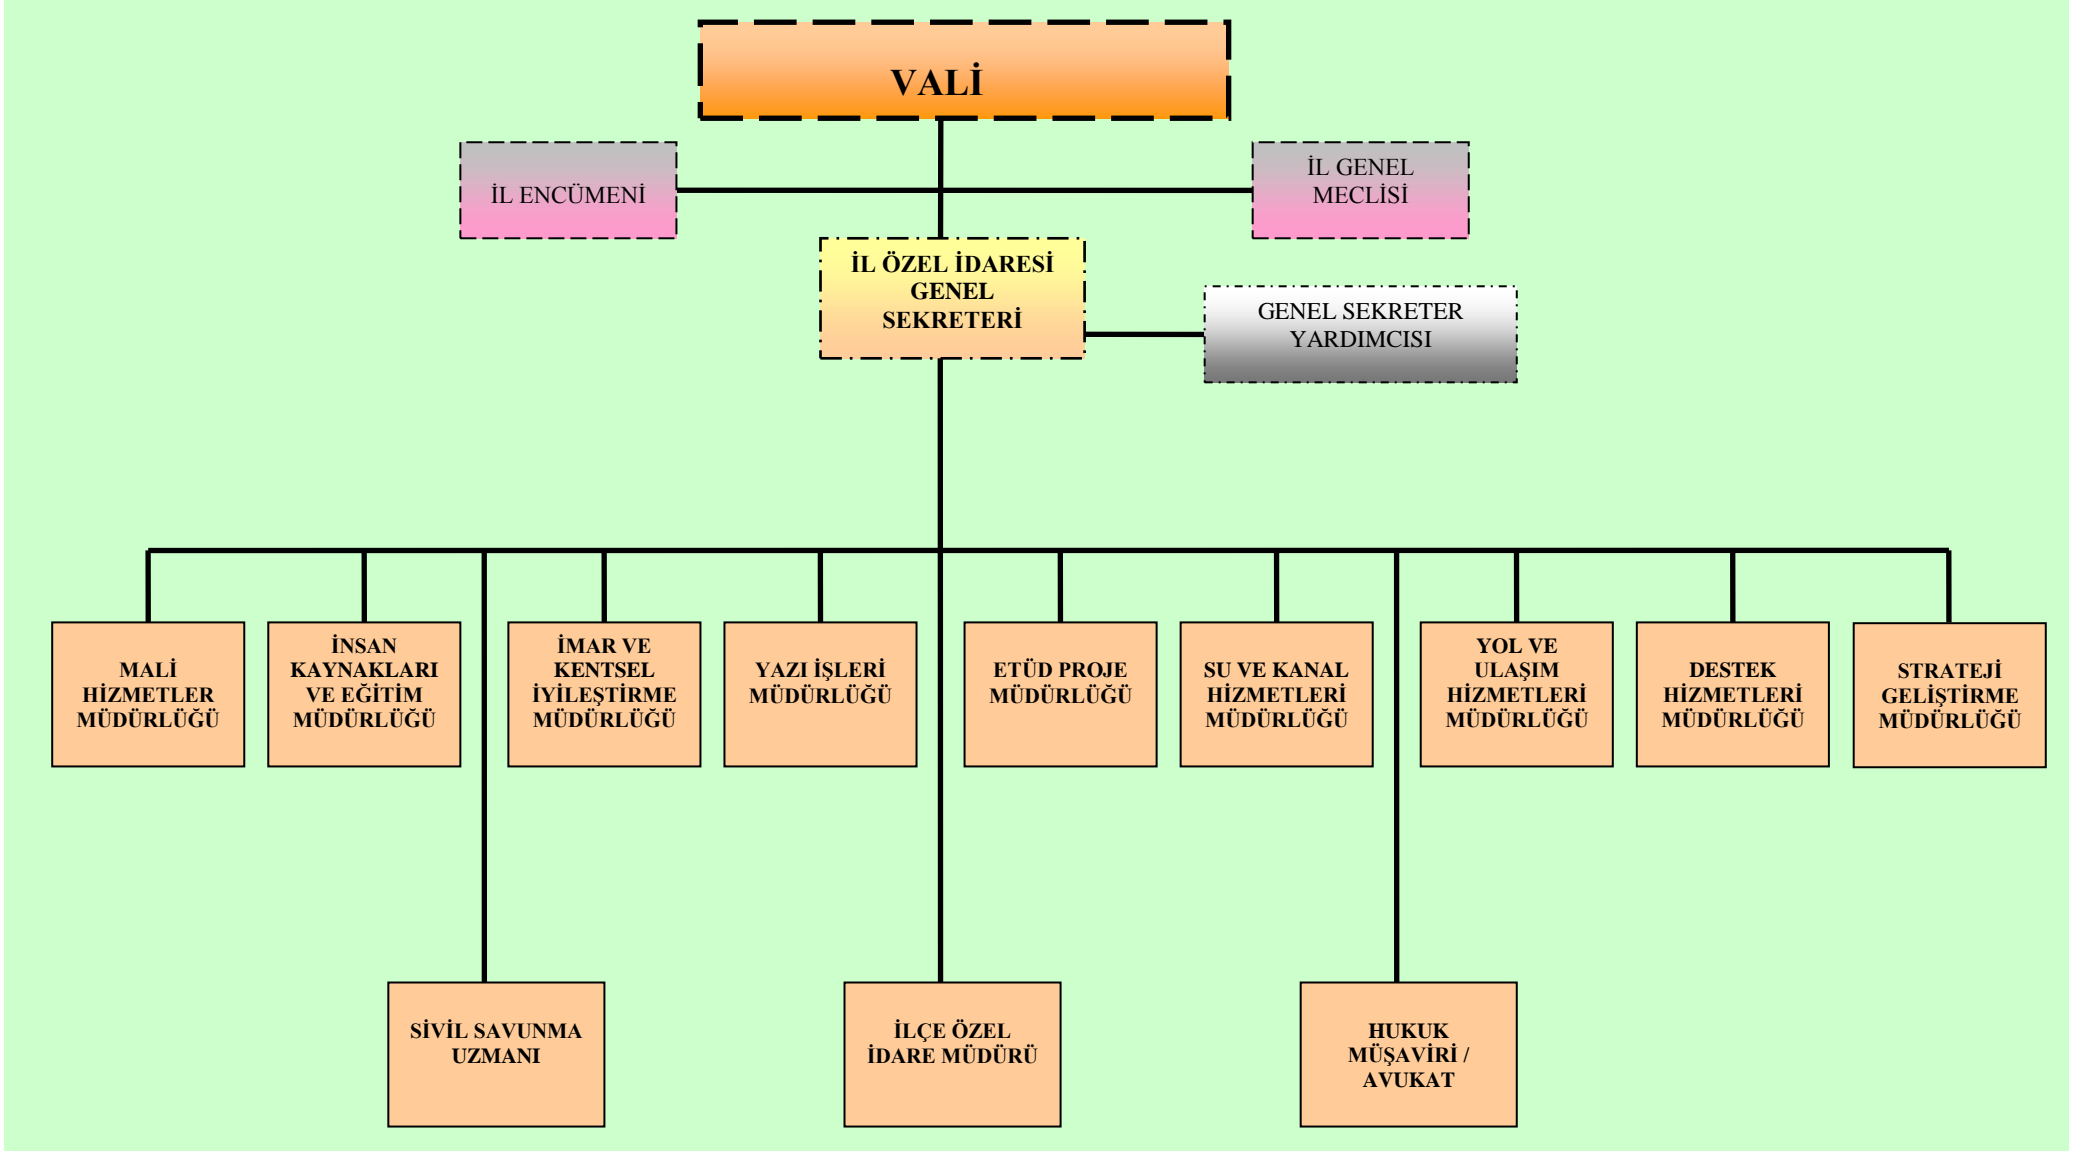 VALİ
İL ENCÜMENİ
İL GENEL
MECLİSİ
İL ÖZEL İDARESİ
GENEL
SEKRETERİ
GENEL SEKRETER
YARDIMCISI
MALİ
HİZMETLER
MÜDÜRLÜĞÜ
İNSAN
KAYNAKLARI
VE EĞİTİM
MÜDÜRLÜĞÜ
İMAR VE
KENTSEL
İYİLEŞTİRME
MÜDÜRLÜĞÜ
YAZI İŞLERİ
MÜDÜRLÜĞÜ
ETÜD PROJE
MÜDÜRLÜĞÜ
SU VE KANAL
HİZMETLERİ
MÜDÜRLÜĞÜ
YOL VE
ULAŞIM
HİZMETLERİ
MÜDÜRLÜĞÜ
DESTEK
HİZMETLERİ
MÜDÜRLÜĞÜ
STRATEJİ
GELİŞTİRME
MÜDÜRLÜĞÜ
SİVİL SAVUNMA
UZMANI
İLÇE ÖZEL
İDARE MÜDÜRÜ
HUKUK
MÜŞAVİRİ /
AVUKAT